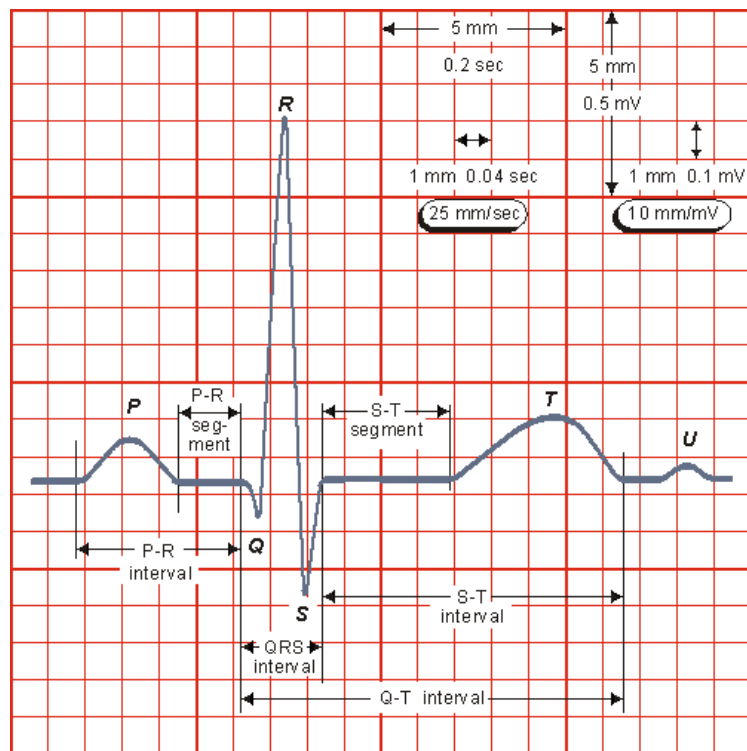 5 mm
0.2 sec
5 mm
0.5 mV
R
1 mm 0.04 sec
1 mm 0.1 mV
25 mm/sec
10 mm/mV
P-R
seg-
ment
P
S-T
segment
T
U
Q
P-R
interval
S
S-T
interval
QRS
interval
Q-T interval